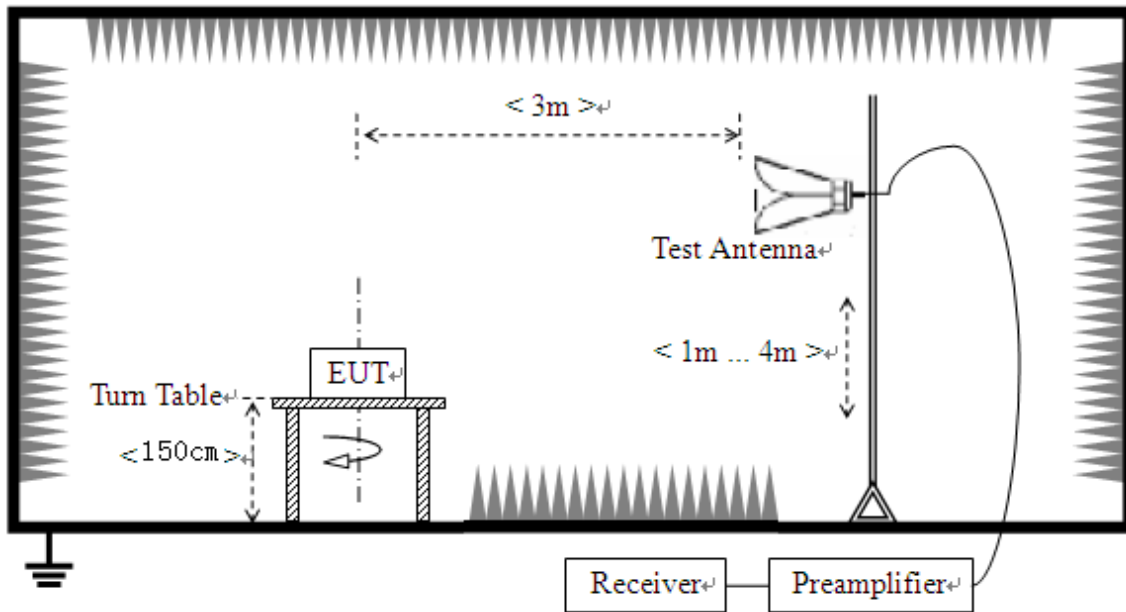 < 3m >↵
Test Antenna↵
< 1m ... 4m >↵
EUT↵
Turn Table↵
<150cm>↵
Receiver↵
Preamplifier↵